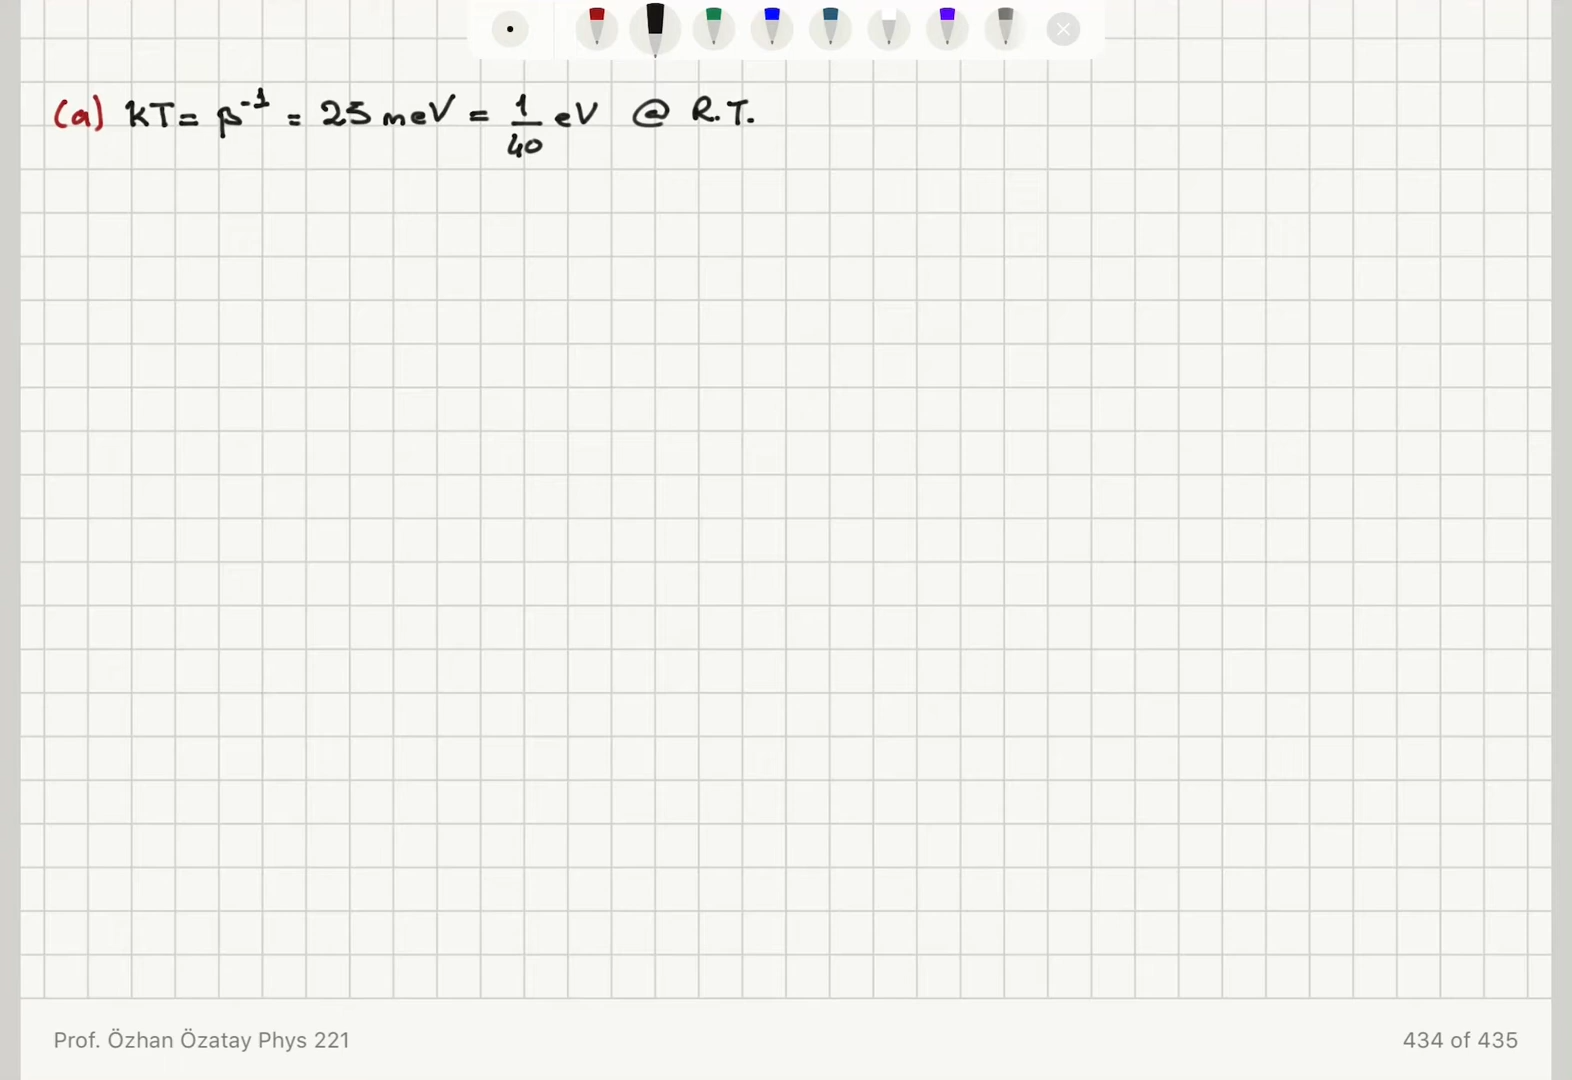 (a) kT = β⁻¹ = 25 meV = 1/40 eV @ R.T.
Prof. Özhan Özatay Phys 221
434 of 435